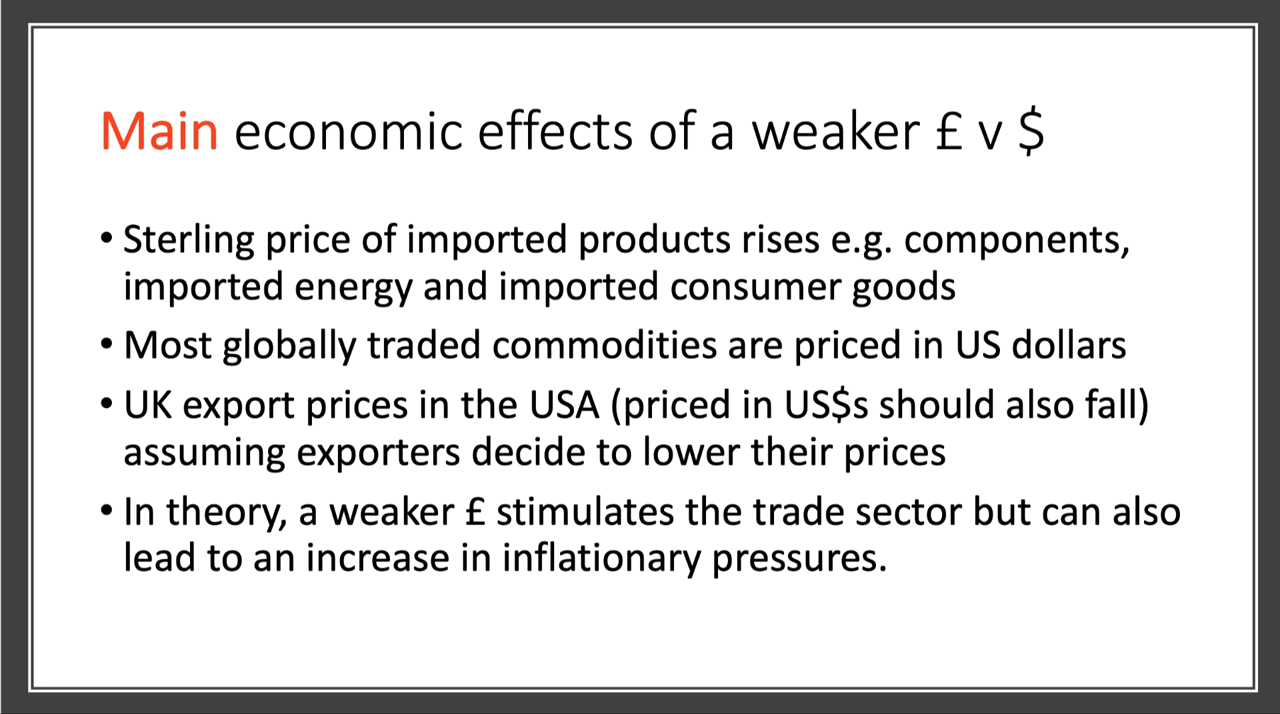 Main economic effects of a weaker £ v $
• Sterling price of imported products rises e.g. components,
imported energy and imported consumer goods
• Most globally traded commodities are priced in US dollars
• UK export prices in the USA (priced in US$s should also fall)
assuming exporters decide to lower their prices
• In theory, a weaker £ stimulates the trade sector but can also
lead to an increase in inflationary pressures.